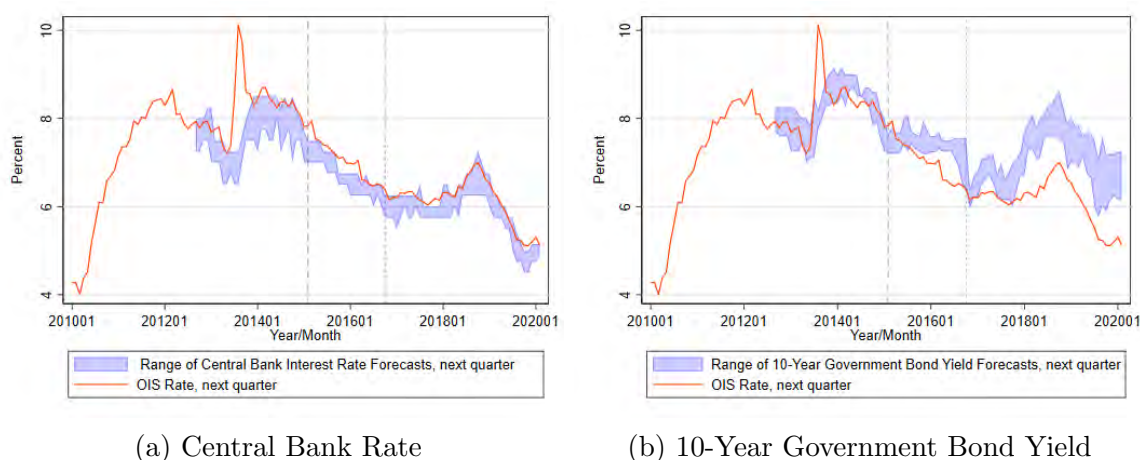 10
8
6
4
Percent
201001 201201 201401 201601 201801 202001
Year/Month
Range of Central Bank Interest Rate Forecasts, next quarter
OIS Rate, next quarter
(a) Central Bank Rate
10
8
6
4
Percent
201001 201201 201401 201601 201801 202001
Year/Month
Range of 10-Year Government Bond Yield Forecasts, next quarter
OIS Rate, next quarter
(b) 10-Year Government Bond Yield